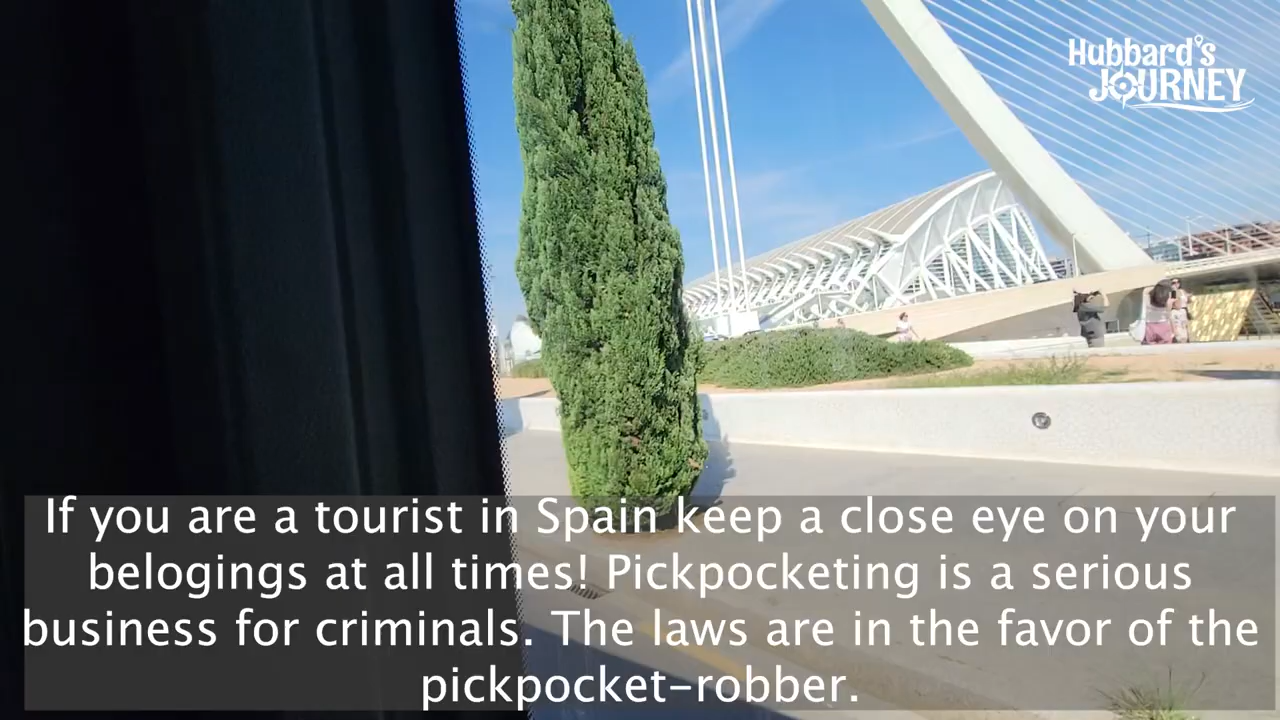 Hubbard's
JOURNEY
If you are a tourist in Spain keep a close eye on your
belogings at all times! Pickpocketing is a serious
business for criminals. The laws are in the favor of the
pickpocket-robber.